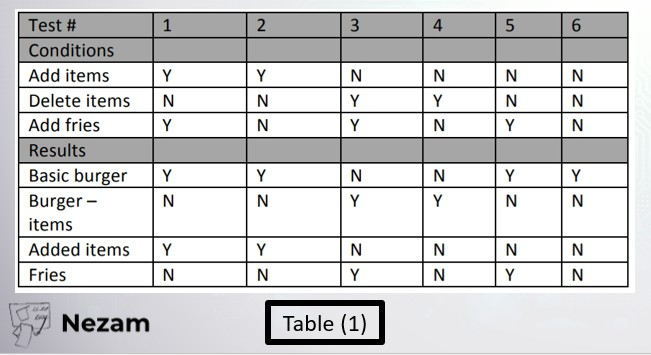 Test # 1 2 3 4 5 6
Conditions
Add items Y Y N N N N
Delete items N N Y Y N N
Add fries Y N Y N Y N
Results
Basic burger Y Y N N Y Y
Burger – N N Y Y N N
items
Added items Y Y N N N N
Fries N N Y N Y N
Nezam
Table (1)